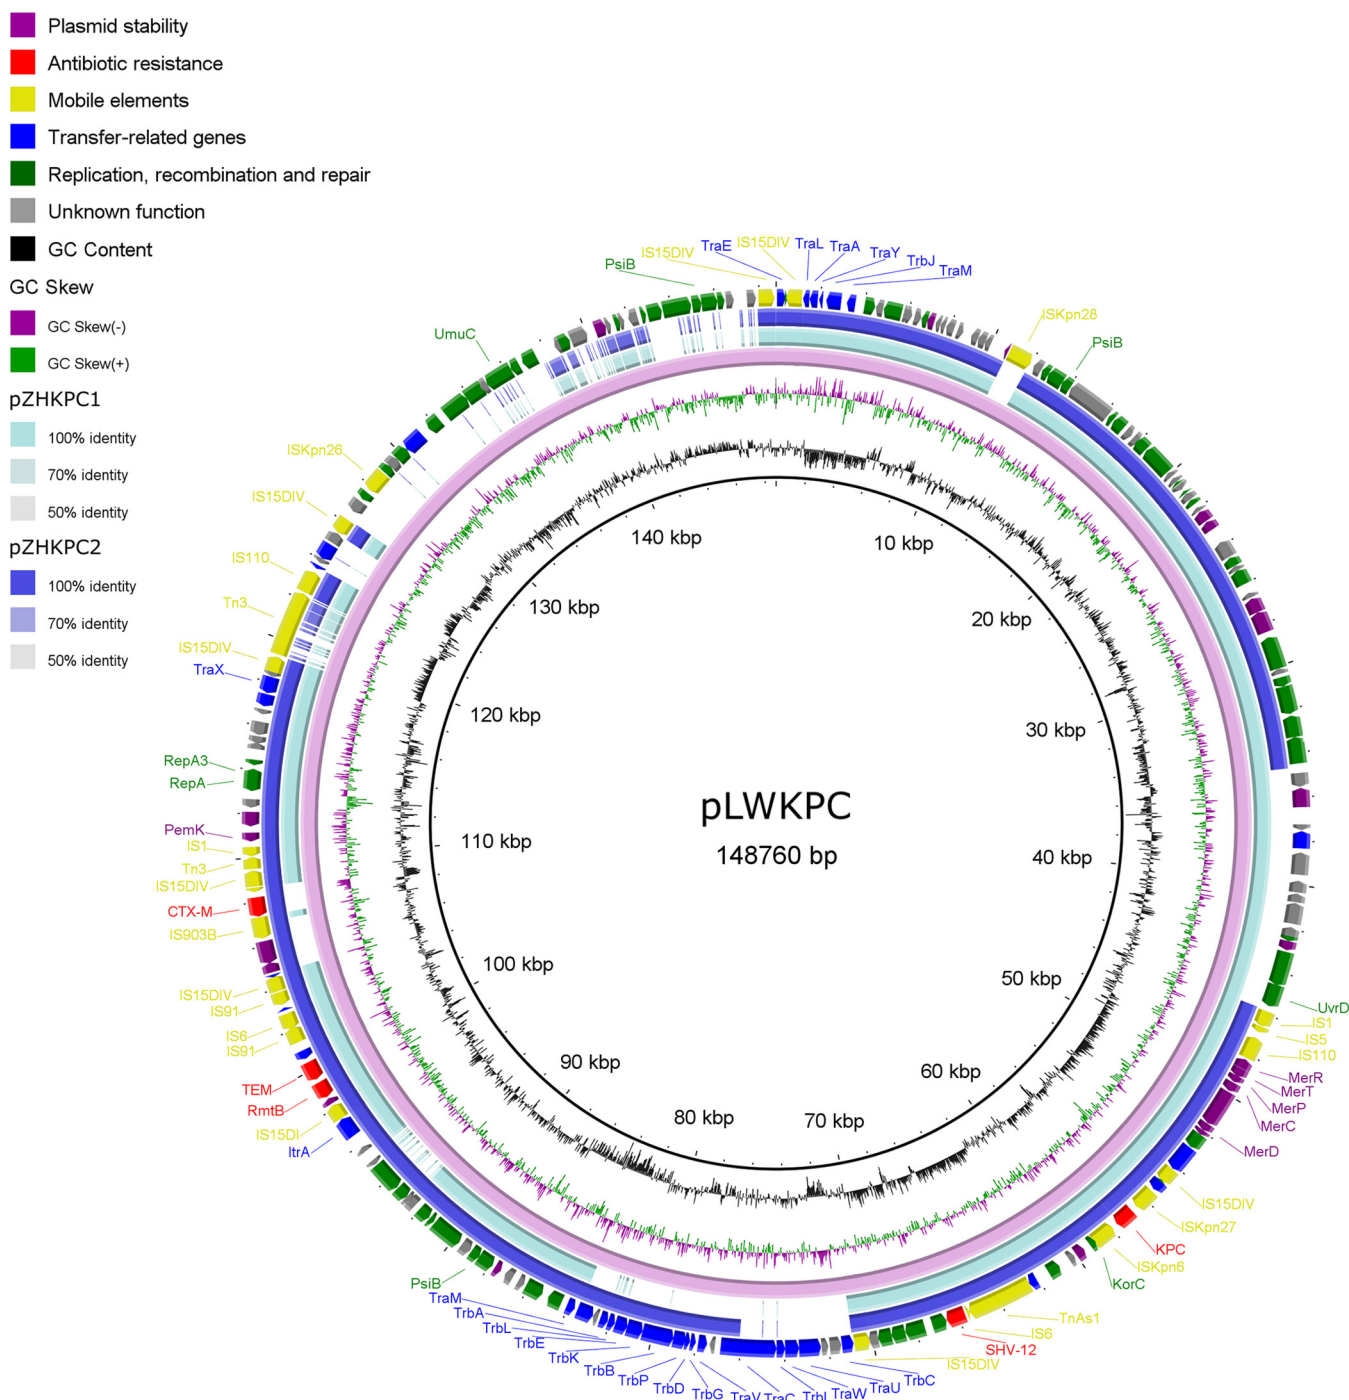 Plasmid stability
Antibiotic resistance
Mobile elements
Transfer-related genes
Replication, recombination and repair
Unknown function
GC Content
GC Skew
GC Skew(-)
GC Skew(+)
pZHKPC1
100% identity
70% identity
50% identity
pZHKPC2
100% identity
70% identity
50% identity
pLWKPC
148760 bp
10 kbp
20 kbp
30 kbp
40 kbp
50 kbp
60 kbp
70 kbp
80 kbp
90 kbp
100 kbp
110 kbp
120 kbp
130 kbp
140 kbp
TraE
IS15DIV
TraL
TraA
TraY
TrbJ
TraM
ISKpn28
PsiB
UvrD
IS1
IS5
IS110
MerR
MerT
MerP
MerC
MerD
IS15DIV
ISKpn27
KPC
ISKpn6
KorC
TnAs1
IS6
SHV-12
IS15DIV
TrbC
TraU
TraW
TrbI
TraC
TraV
TrbG
TrbD
TrbP
TrbB
TrbK
TrbE
TrbL
TrbA
TraM
PsiB
ltrA
IS15DI
RmtB
TEM
IS91
IS6
IS91
IS15DIV
IS903B
CTX-M
IS15DIV
Tn3
IS1
PemK
RepA
RepA3
TraX
IS15DIV
Tn3
IS110
IS15DIV
ISKpn26
UmuC
PsiB
IS15DIV